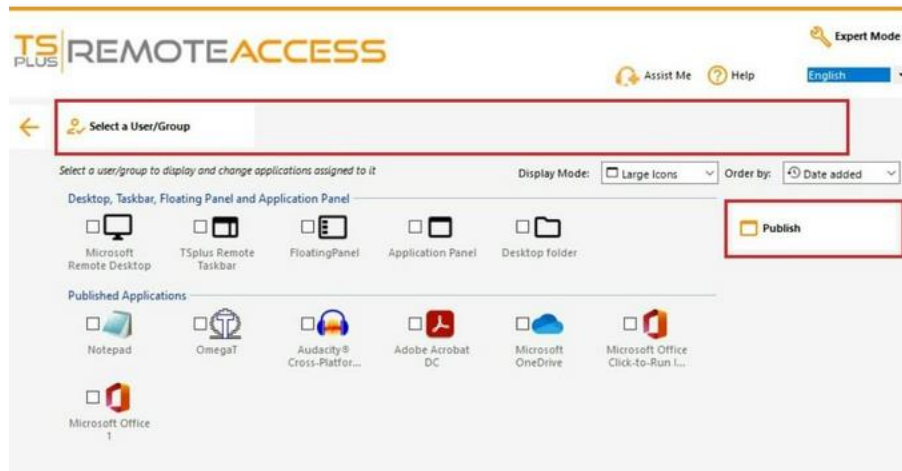 TS PLUS REMOTE ACCESS
Expert Mode
Assist Me
Help
English
Select a User/Group
Select a user/group to display and change applications assigned to it
Display Mode:
Large Icons
Order by:
Date added
Desktop, Taskbar, Floating Panel and Application Panel
Publish
Microsoft
Remote Desktop
TSplus Remote
Taskbar
FloatingPanel
Application Panel
Desktop folder
Published Applications
Notepad
OmegaT
Audacity®
Cross-Platfor...
Adobe Acrobat
DC
Microsoft
OneDrive
Microsoft Office
Click-to-Run I...
Microsoft Office
1